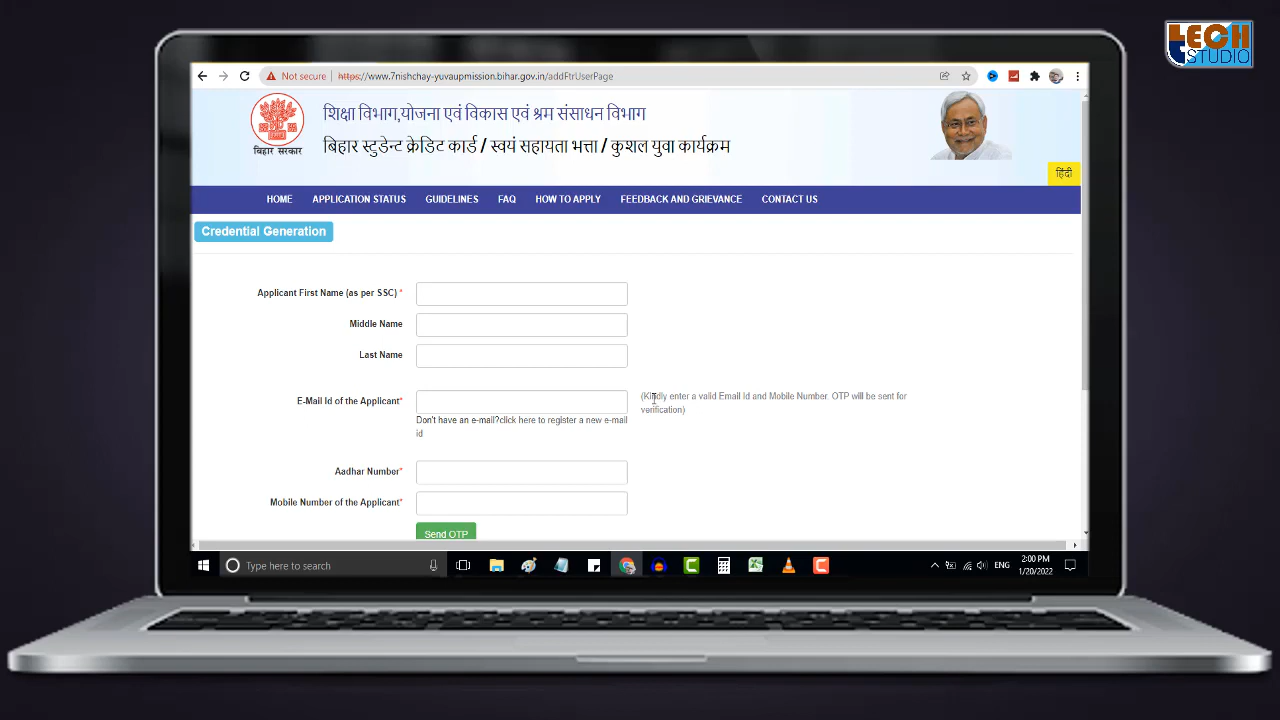 LECH
STUDIO
Not secure
https://www.7nishchay-yuvaupmission.bihar.gov.in/addPtrUserPage
शिक्षा विभाग,योजना एवं विकास एवं श्रम संसाधन विभाग
बिहार स्टुडेन्ट क्रेडिट कार्ड / स्वयं सहायता भत्ता / कुशल युवा कार्यक्रम
बिहार सरकार
हिंदी
HOME APPLICATION STATUS GUIDELINES FAQ HOW TO APPLY FEEDBACK AND GRIEVANCE CONTACT US
Credential Generation
Applicant First Name (as per SSC) *
Middle Name
Last Name
E-Mail Id of the Applicant*
(Kindly enter a valid Email Id and Mobile Number. OTP will be sent for
verification)
Don't have an e-mail?click here to register a new e-mail
id
Aadhar Number*
Mobile Number of the Applicant*
Send OTP
Type here to search
ENG
2:00 PM
1/20/2022